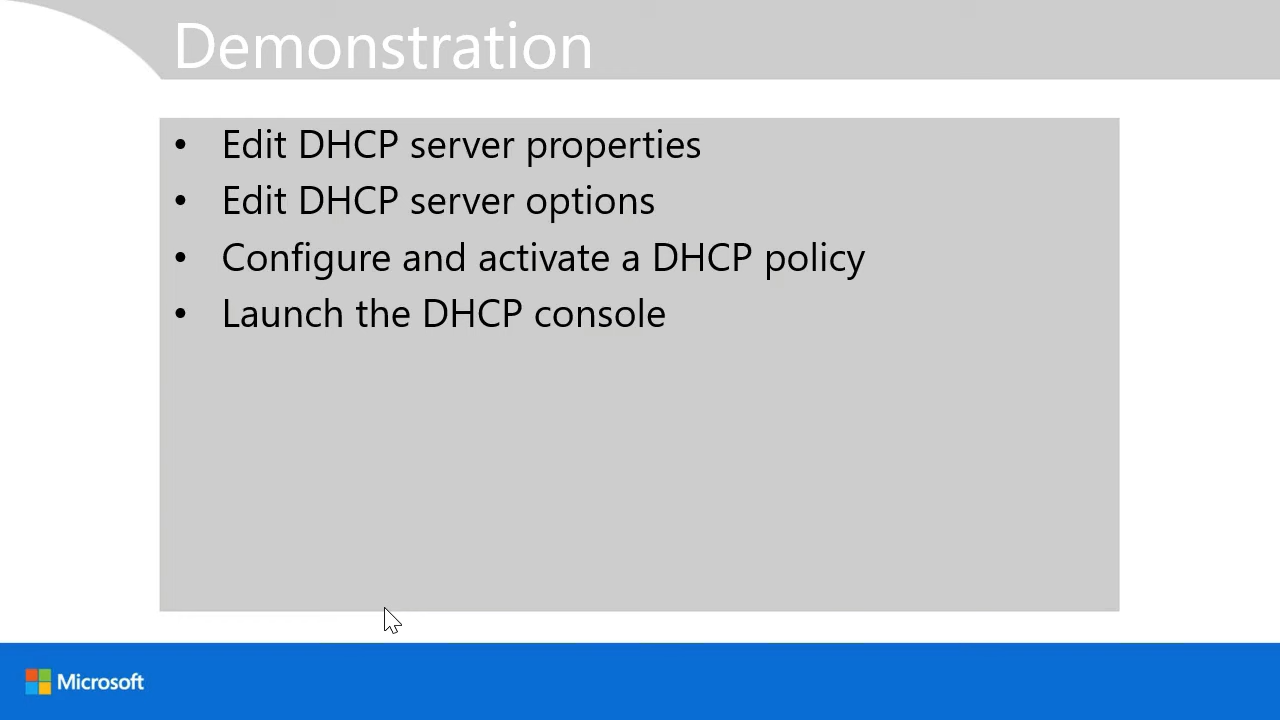 Demonstration
• Edit DHCP server properties
• Edit DHCP server options
• Configure and activate a DHCP policy
• Launch the DHCP console
Microsoft